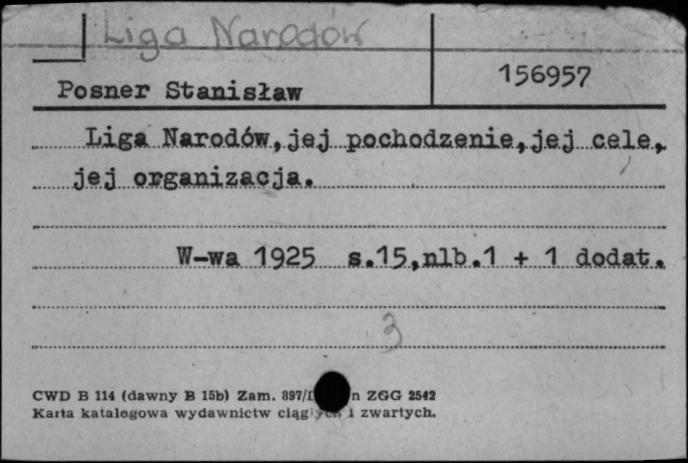 Liga Narodów
Posner Stanisław
156957
Liga Narodów, jej pochodzenie, jej cele,
jej organizacja.
W-wa 1925 s.15,nlb.1 + 1 dodat.
3
CWD B 114 (dawny B 15b) Zam. 897/ n ZGG 2542
Karta katalogowa wydawnictw i zwartych.